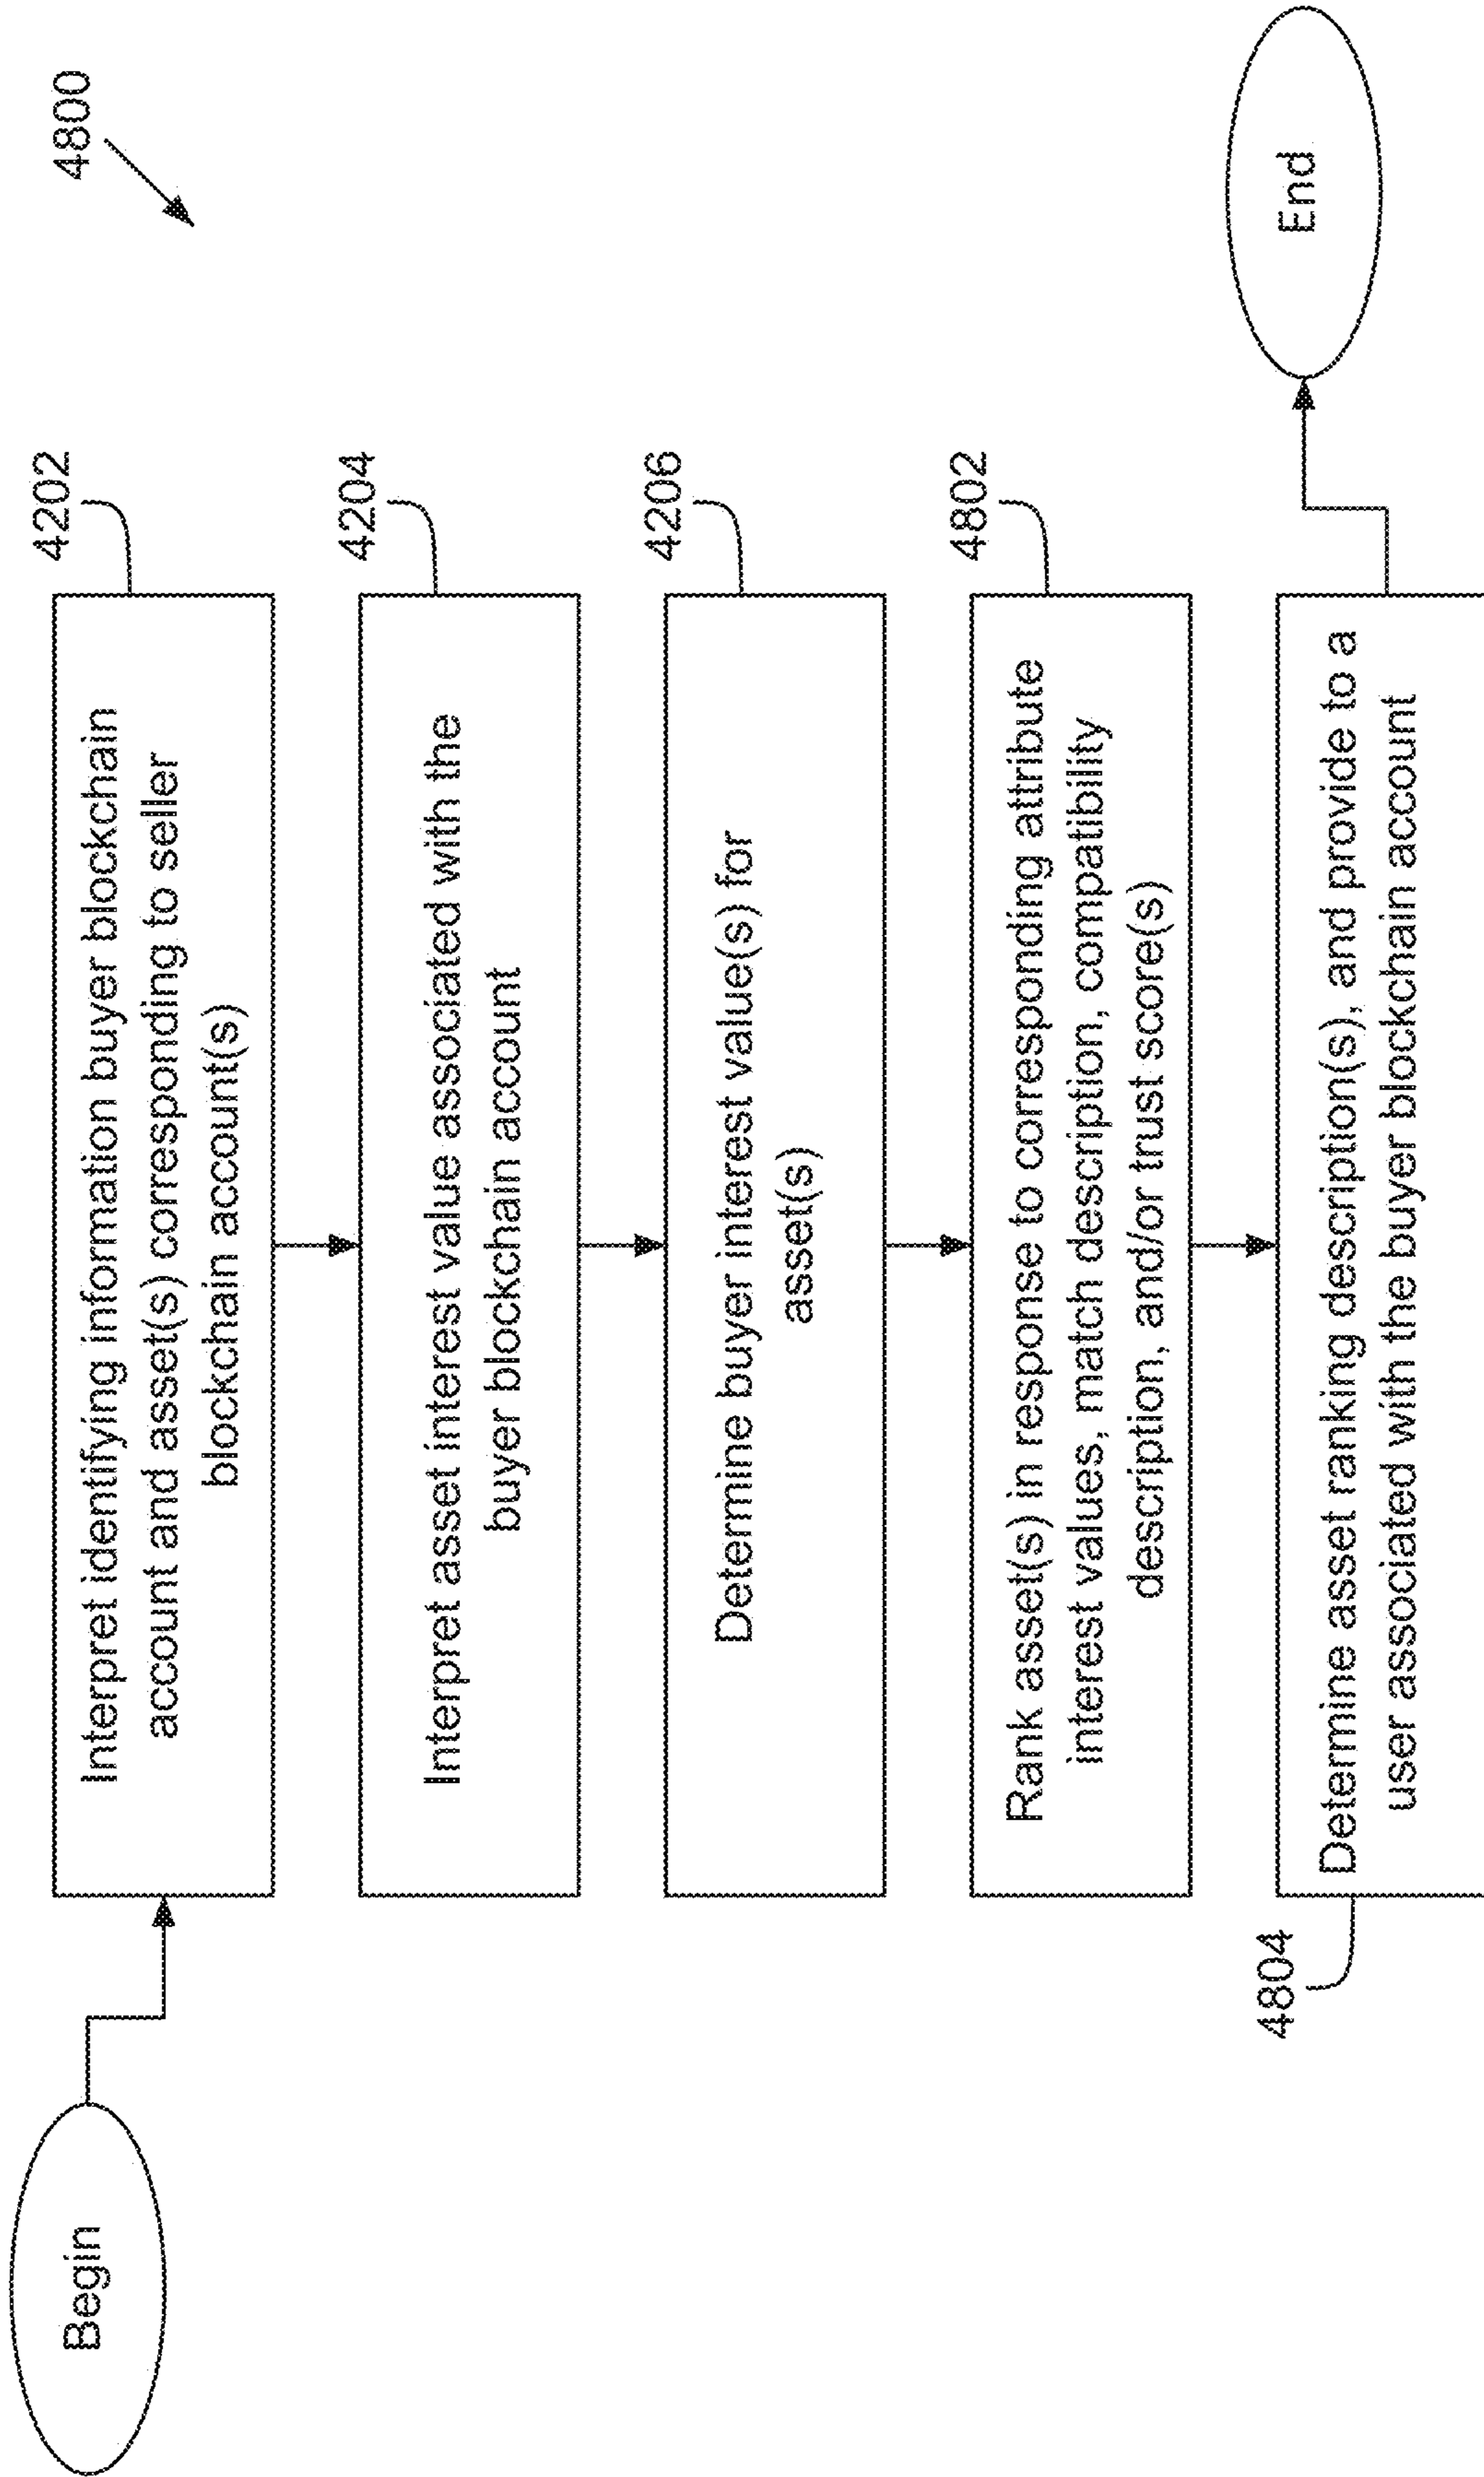 4800
Begin
4202
Interpret identifying information buyer blockchain
account and asset(s) corresponding to seller
blockchain account(s)
4204
Interpret asset interest value associated with the
buyer blockchain account
4206
Determine buyer interest value(s) for
asset(s)
4802
Rank asset(s) in response to corresponding attribute
interest values, match description, compatibility
description, and/or trust score(s)
4804
Determine asset ranking description(s), and provide to a
user associated with the buyer blockchain account
End